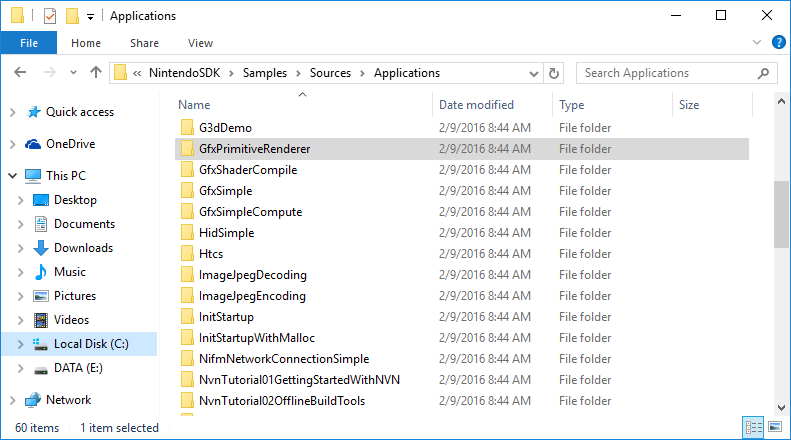 Applications
File Home Share View
« NintendoSDK > Samples > Sources > Applications Search Applications
Name Date modified Type Size
Quick access
OneDrive
This PC
Desktop
Documents
Downloads
Music
Pictures
Videos
Local Disk (C:)
DATA (E:)
Network
G3dDemo 2/9/2016 8:44 AM File folder
GfxPrimitiveRenderer 2/9/2016 8:44 AM File folder
GfxShaderCompile 2/9/2016 8:44 AM File folder
GfxSimple 2/9/2016 8:44 AM File folder
GfxSimpleCompute 2/9/2016 8:44 AM File folder
HidSimple 2/9/2016 8:44 AM File folder
Htcs 2/9/2016 8:44 AM File folder
ImageJpegDecoding 2/9/2016 8:44 AM File folder
ImageJpegEncoding 2/9/2016 8:44 AM File folder
InitStartup 2/9/2016 8:44 AM File folder
InitStartupWithMalloc 2/9/2016 8:44 AM File folder
NifmNetworkConnectionSimple 2/9/2016 8:44 AM File folder
NvnTutorial01GettingStartedWithNVN 2/9/2016 8:44 AM File folder
NvnTutorial02OfflineBuildTools 2/9/2016 8:44 AM File folder
60 items 1 item selected